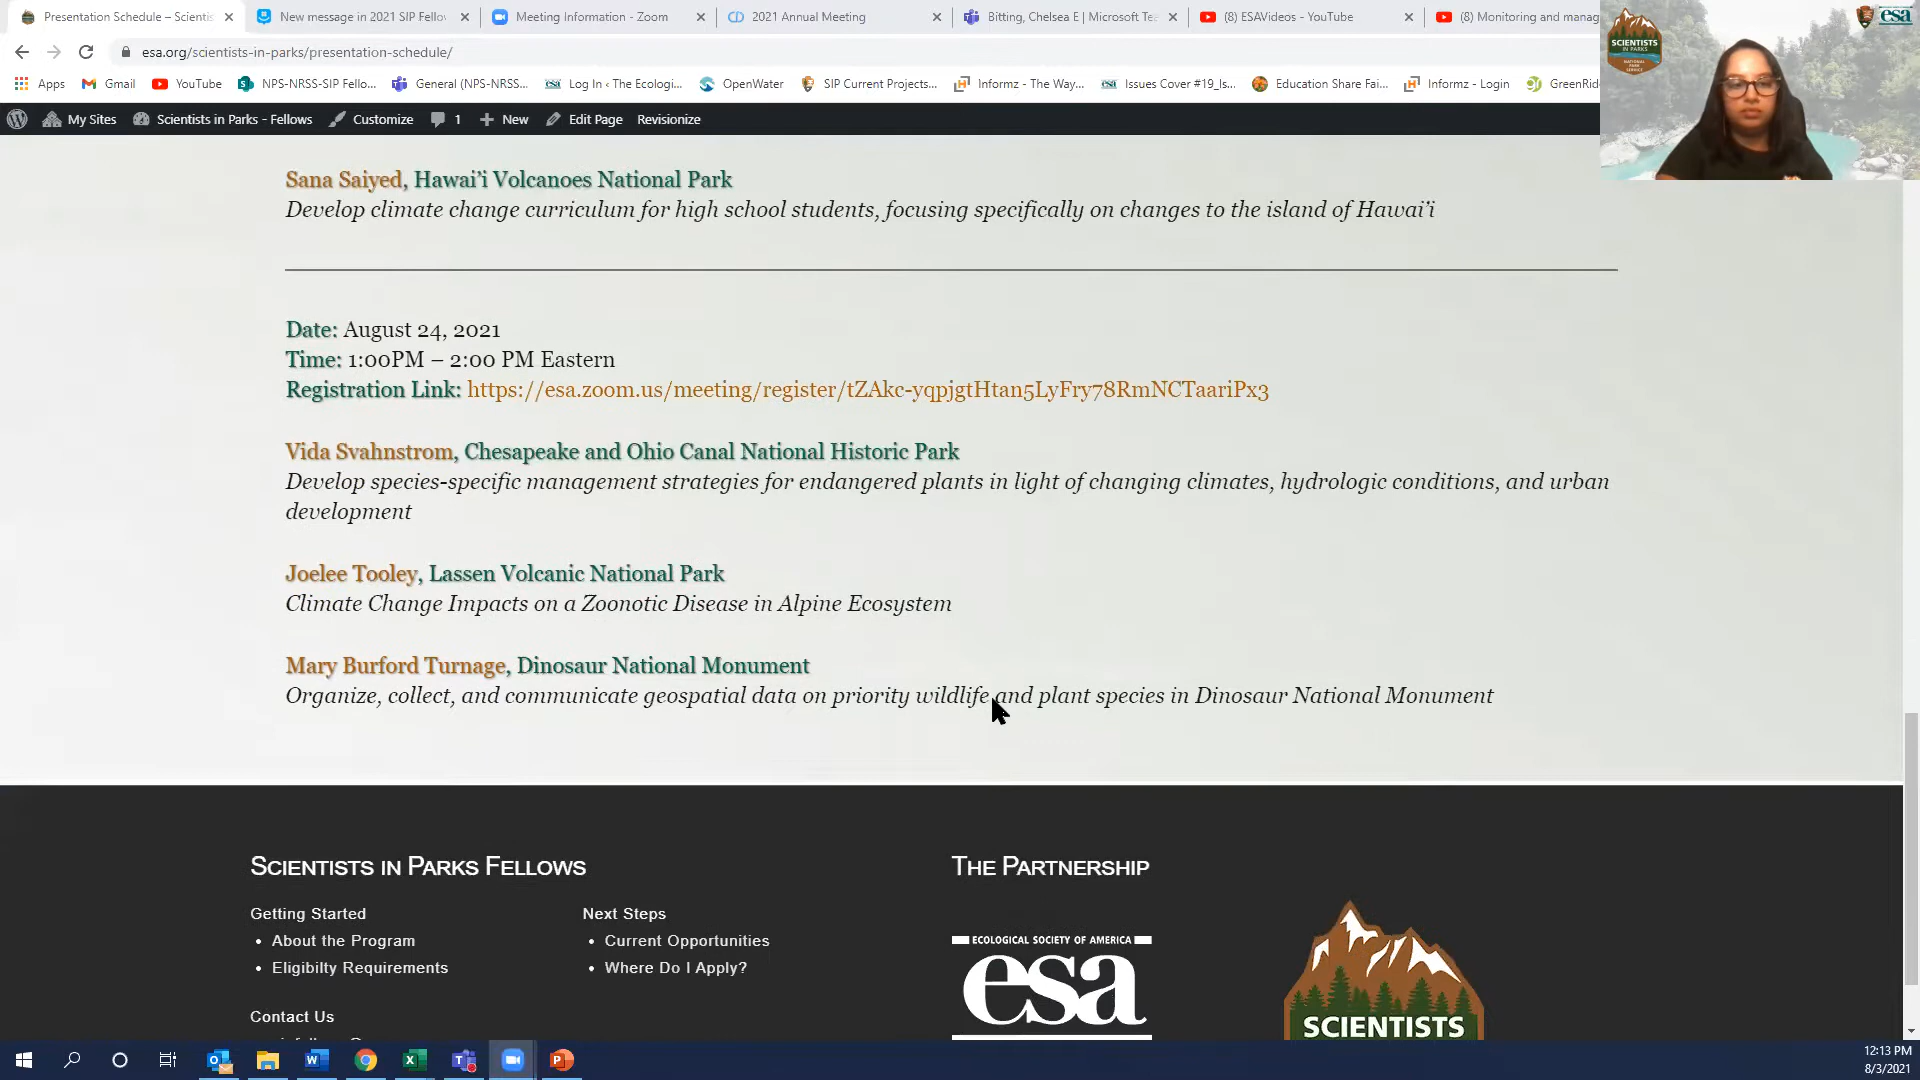 Presentation Schedule – Scientis
New message in 2021 SIP Fellov
Meeting Information - Zoom
2021 Annual Meeting
Bitting, Chelsea E | Microsoft Tea
(8) ESAVideos - YouTube
(8) Monitoring and manag
esa.org/scientists-in-parks/presentation-schedule/
Apps
Gmail
YouTube
NPS-NRSS-SIP Fello...
General (NPS-NRSS...
Log In ‹ The Ecologi...
OpenWater
SIP Current Projects...
Informz - The Way...
Issues Cover #19_Is...
Education Share Fai...
Informz - Login
GreenRid
My Sites
Scientists in Parks - Fellows
Customize
1
New
Edit Page
Revisionize
SCIENTISTS
IN PARKS
esa
Sana Saiyed, Hawai'i Volcanoes National Park
Develop climate change curriculum for high school students, focusing specifically on changes to the island of Hawai'i
Date: August 24, 2021
Time: 1:00PM – 2:00 PM Eastern
Registration Link: https://esa.zoom.us/meeting/register/tZAkc-yqpjgtHtan5LyFry78RmNCTaariPx3
Vida Svahnstrom, Chesapeake and Ohio Canal National Historic Park
Develop species-specific management strategies for endangered plants in light of changing climates, hydrologic conditions, and urban
development
Joelee Tooley, Lassen Volcanic National Park
Climate Change Impacts on a Zoonotic Disease in Alpine Ecosystem
Mary Burford Turnage, Dinosaur National Monument
Organize, collect, and communicate geospatial data on priority wildlife and plant species in Dinosaur National Monument
SCIENTISTS IN PARKS FELLOWS
THE PARTNERSHIP
Getting Started
• About the Program
• Eligibilty Requirements
Next Steps
• Current Opportunities
• Where Do I Apply?
Contact Us
ECOLOGICAL SOCIETY OF AMERICA
esa
SCIENTISTS
12:13 PM
8/3/2021